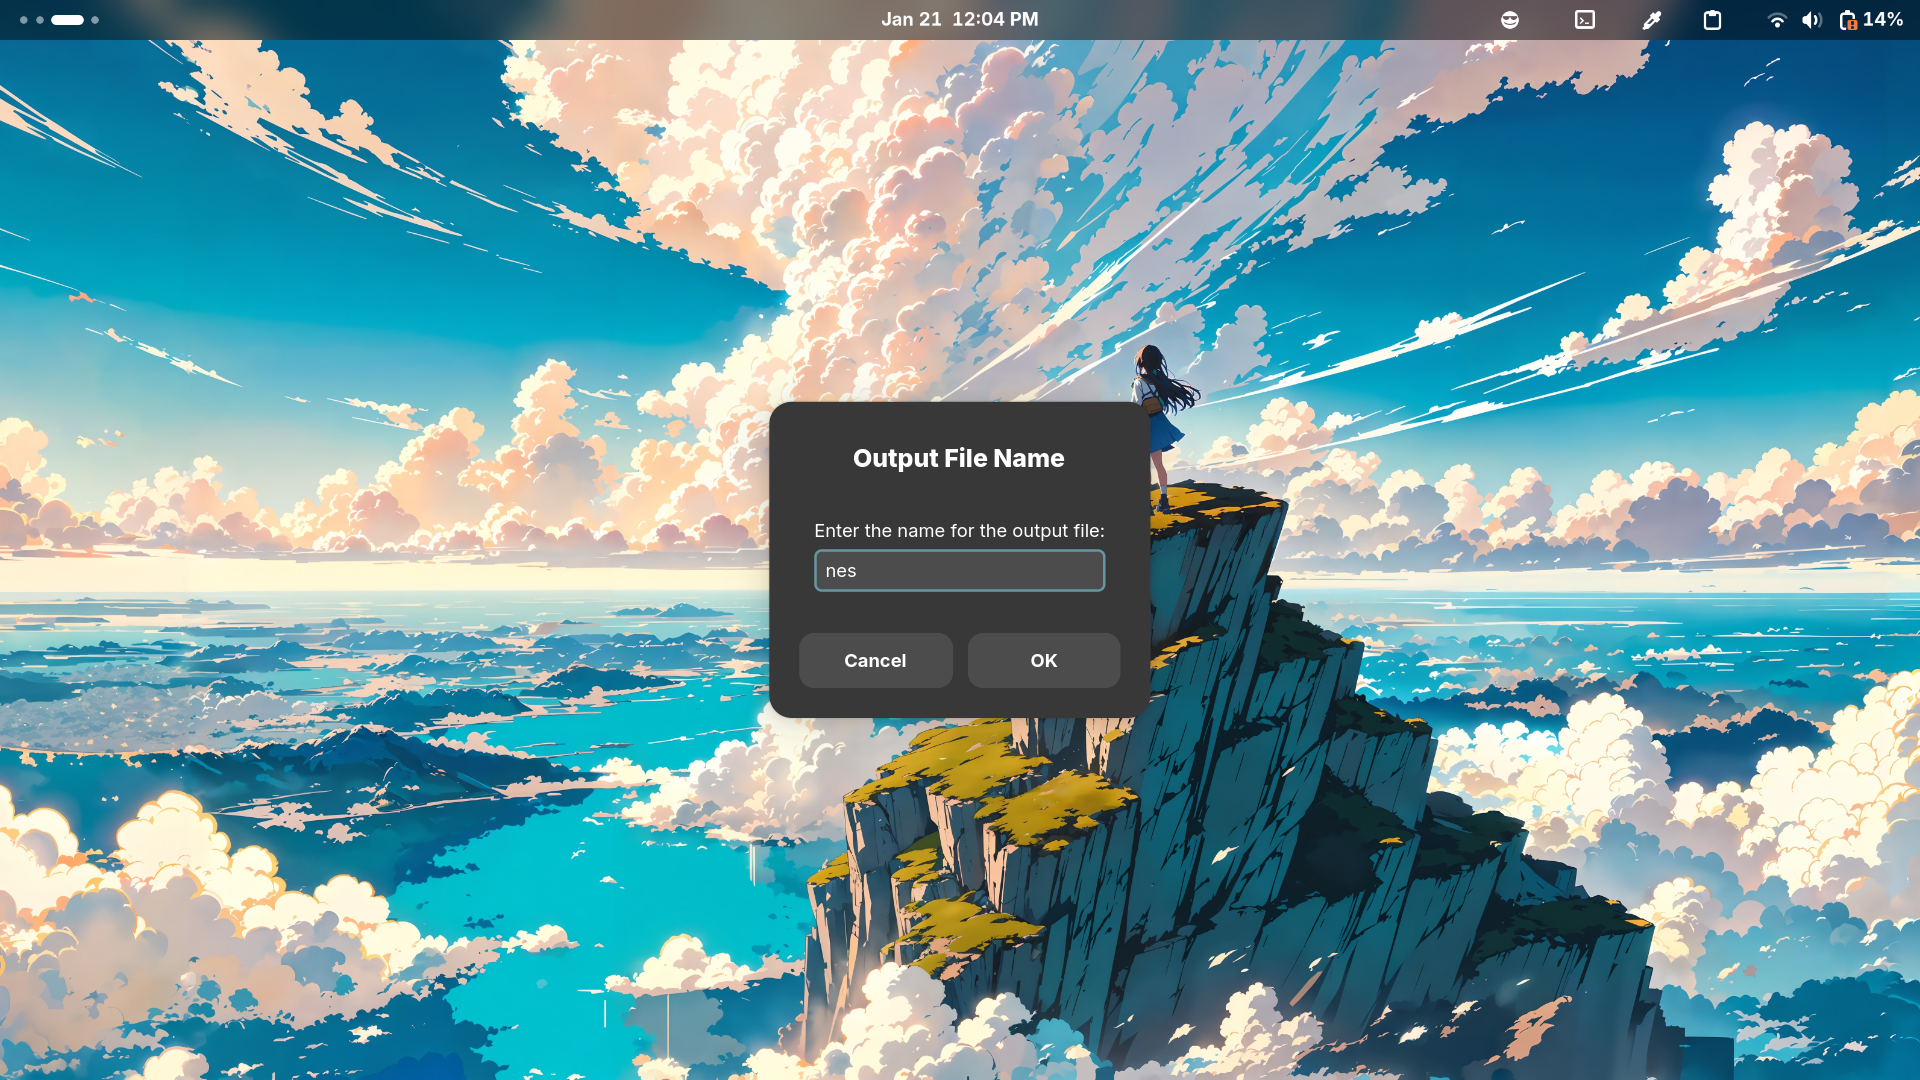 Jan 21 12:04 PM
14%
Output File Name
Enter the name for the output file:
nes
Cancel
OK